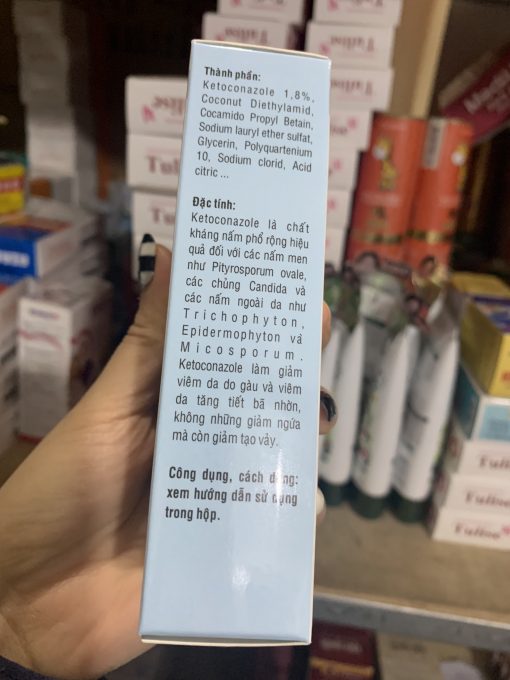 Thành phần:
Ketoconazole 1,8%,
Coconut Diethylamid,
Cocamido Propyl Betain,
Sodium lauryl ether sulfat,
Glycerin, Polyquartenium
10, Sodium clorid, Acid
citric ...
Đặc tính:
Ketoconazole là chất
kháng nấm phổ rộng hiệu
quả đối với các nấm men
như Pityrosporum ovale,
các chủng Candida và
các nấm ngoài da như
Trichophyton,
Epidermophyton và
Micosporum.
Ketoconazole làm giảm
viêm da do gàu và viêm
da tăng tiết bã nhờn,
không những giảm ngứa
mà còn giảm tạo vảy.
Công dụng, cách dùng:
xem hướng dẫn sử dụng
trong hộp.
Tulise
Tulise
Tulise